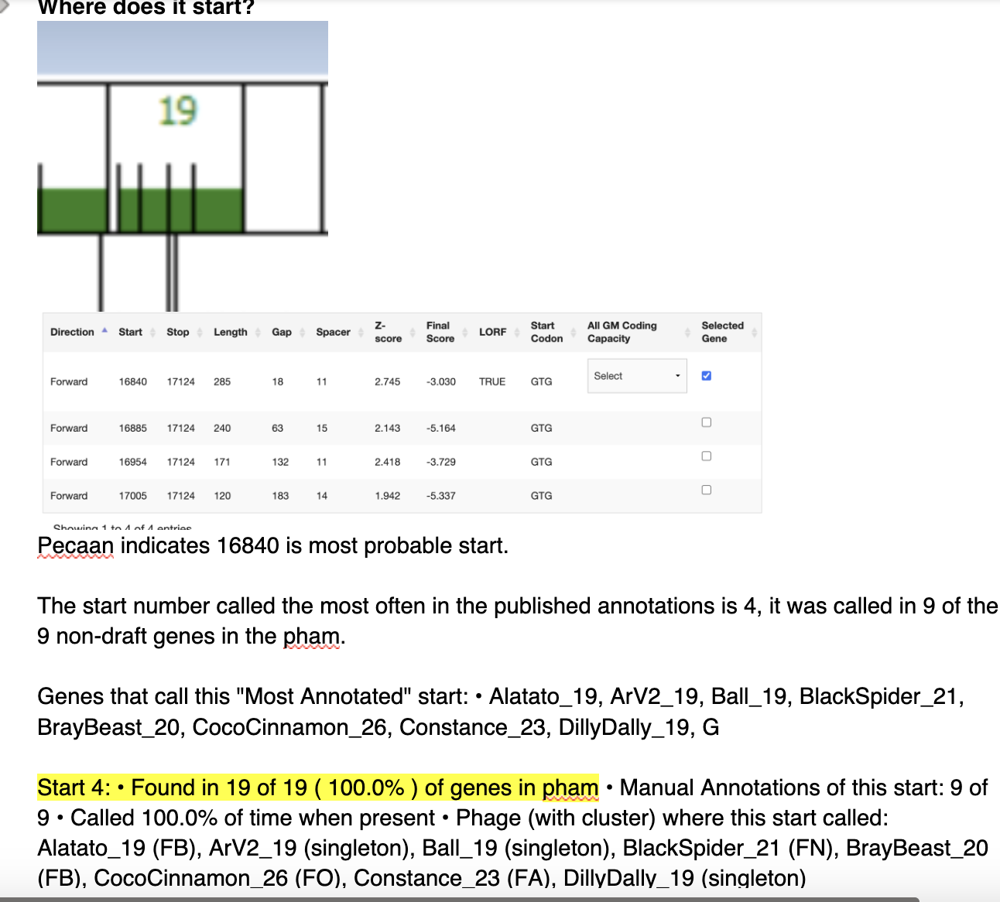 Where does it start?
19
Direction Start Stop Length Gap Spacer Z-score Final Score LORF Start Codon All GM Coding Capacity Selected Gene
Forward 16840 17124 285 18 11 2.745 -3.030 TRUE GTG Select
Forward 16885 17124 240 63 15 2.143 -5.164 GTG
Forward 16954 17124 171 132 11 2.418 -3.729 GTG
Forward 17005 17124 120 183 14 1.942 -5.337 GTG
Showing 1 to 4 of 4 entries
Pecaan indicates 16840 is most probable start.
The start number called the most often in the published annotations is 4, it was called in 9 of the
9 non-draft genes in the pham.
Genes that call this "Most Annotated" start: • Alatato_19, ArV2_19, Ball_19, BlackSpider_21,
BrayBeast_20, CocoCinnamon_26, Constance_23, DillyDally_19, G
Start 4: • Found in 19 of 19 ( 100.0% ) of genes in pham • Manual Annotations of this start: 9 of
9 • Called 100.0% of time when present • Phage (with cluster) where this start called:
Alatato_19 (FB), ArV2_19 (singleton), Ball_19 (singleton), BlackSpider_21 (FN), BrayBeast_20
(FB), CocoCinnamon_26 (FO), Constance_23 (FA), DillyDally_19 (singleton)